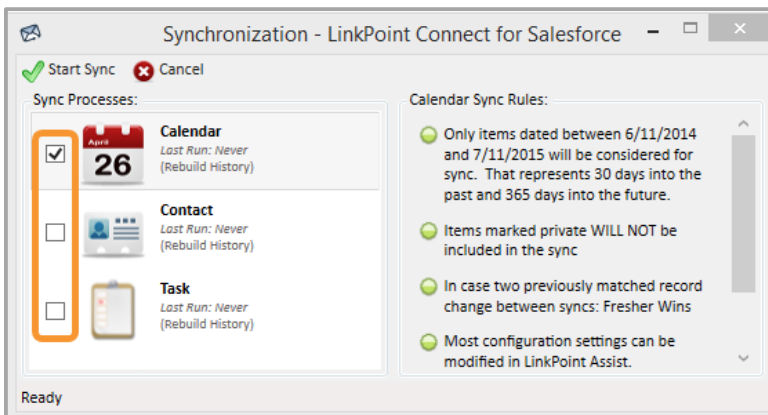 Synchronization - LinkPoint Connect for Salesforce
Start Sync Cancel
Sync Processes:
April
26
Calendar
Last Run: Never
(Rebuild History)
Contact
Last Run: Never
(Rebuild History)
Task
Last Run: Never
(Rebuild History)
Calendar Sync Rules:
Only items dated between 6/11/2014
and 7/11/2015 will be considered for
sync. That represents 30 days into the
past and 365 days into the future.
Items marked private WILL NOT be
included in the sync
In case two previously matched record
change between syncs: Fresher Wins
Most configuration settings can be
modified in LinkPoint Assist.
Ready